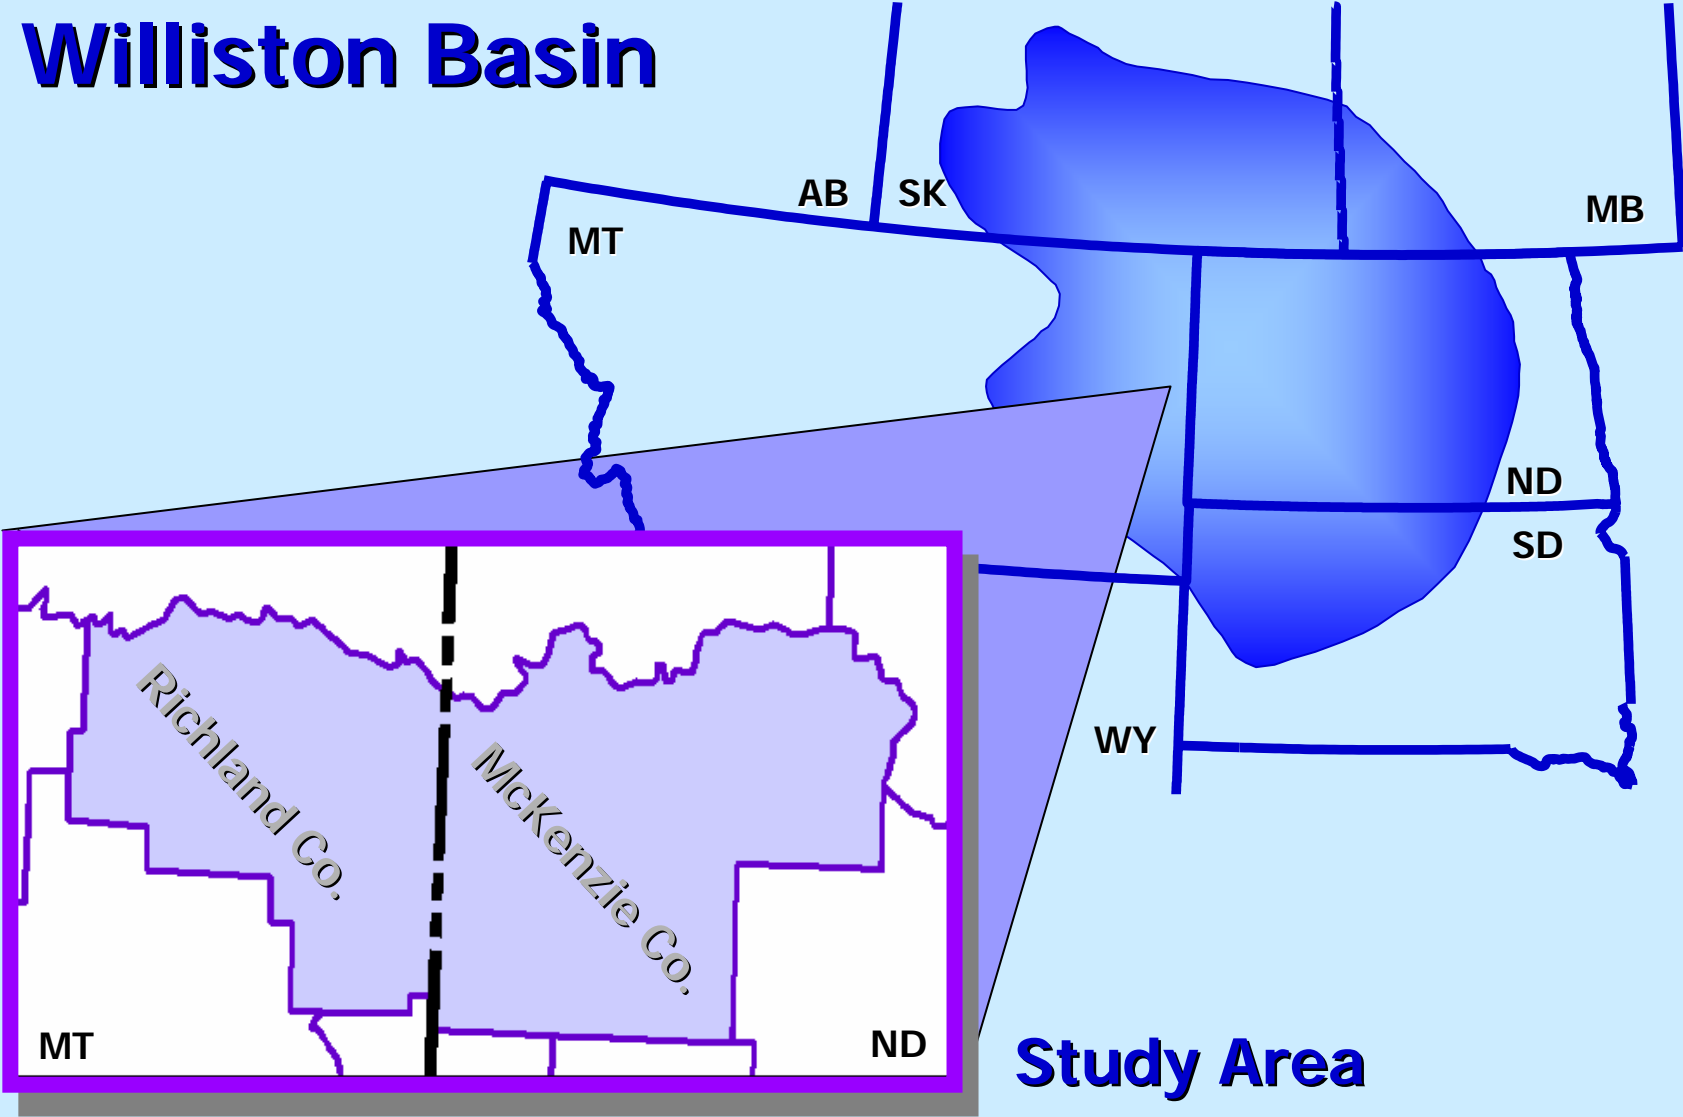 Williston Basin
AB
SK
MB
MT
ND
SD
WY
Richland Co.
McKenzie Co.
MT
ND
Study Area